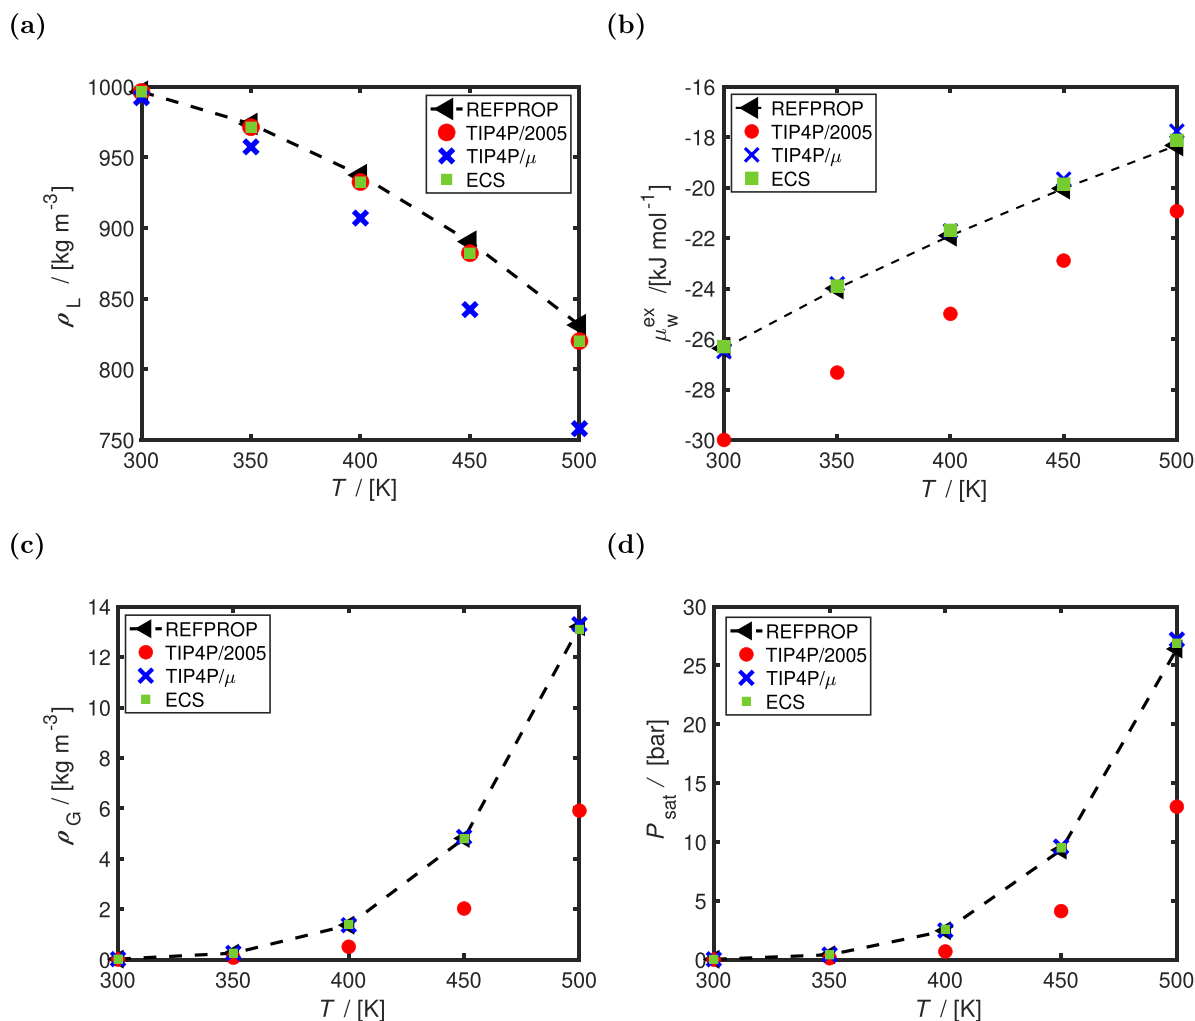 (a)
1000
950
900
850
800
750
300
350
400
450
500
ρ L / [kg m-3]
T / [K]
REFPROP
TIP4P/2005
TIP4P/μ
ECS
(b)
-16
-18
-20
-22
-24
-26
-28
-30
300
350
400
450
500
μ w ex /[kJ mol-1]
T / [K]
REFPROP
TIP4P/2005
TIP4P/μ
ECS
(c)
14
12
10
8
6
4
2
0
300
350
400
450
500
ρ G / [kg m-3]
T / [K]
REFPROP
TIP4P/2005
TIP4P/μ
ECS
(d)
30
25
20
15
10
5
0
300
350
400
450
500
P sat / [bar]
T / [K]
REFPROP
TIP4P/2005
TIP4P/μ
ECS